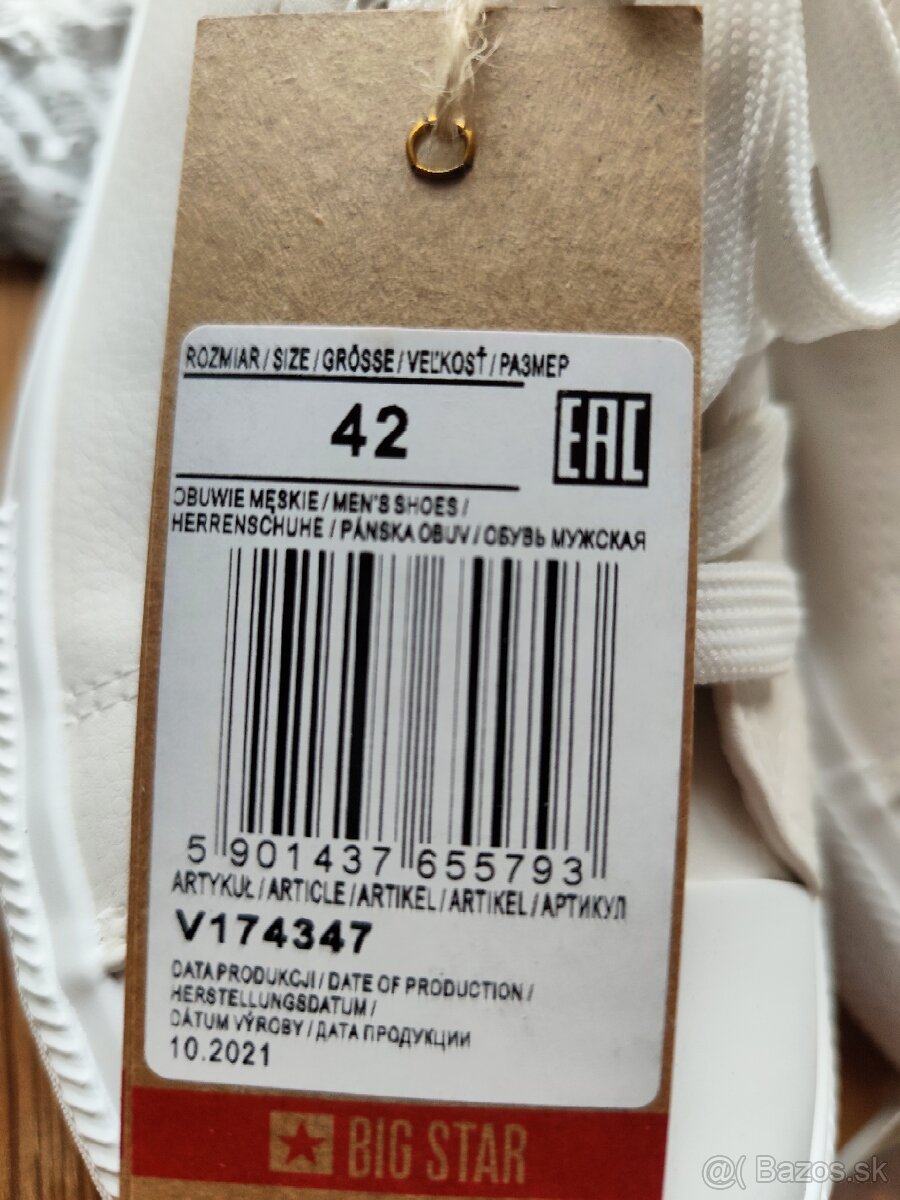 ROZMIAR / SIZE / GRÖSSE / VEĽKOSŤ / РАЗМЕР
42
EAC
OBUWIE MĘSKIE / MEN'S SHOES /
HERRENSCHUHE / PÁNSKA OBUV / ОБУВЬ МУЖСКАЯ
5 901437 655793
ARTYKUŁ / ARTICLE / ARTIKEL / ARTIKEL / АРТИКУЛ
V174347
DATA PRODUKCJI / DATE OF PRODUCTION /
HERSTELLUNGSDATUM /
DÁTUM VÝROBY / ДАТА ПРОДУКЦИИ
10.2021
BIG STAR
@( Bazos.sk